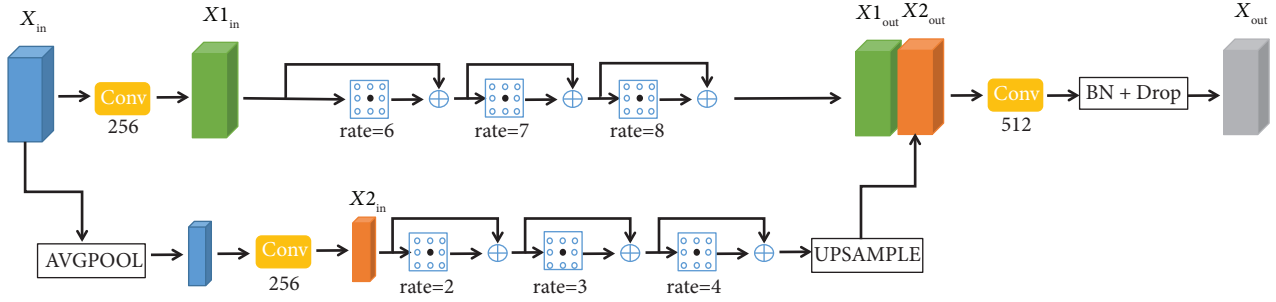 X_in
X1_in
Conv
256
rate=6
rate=7
rate=8
X1_out
X2_out
Conv
512
BN + Drop
X_out
AVGPOOL
Conv
256
X2_in
rate=2
rate=3
rate=4
UPSAMPLE